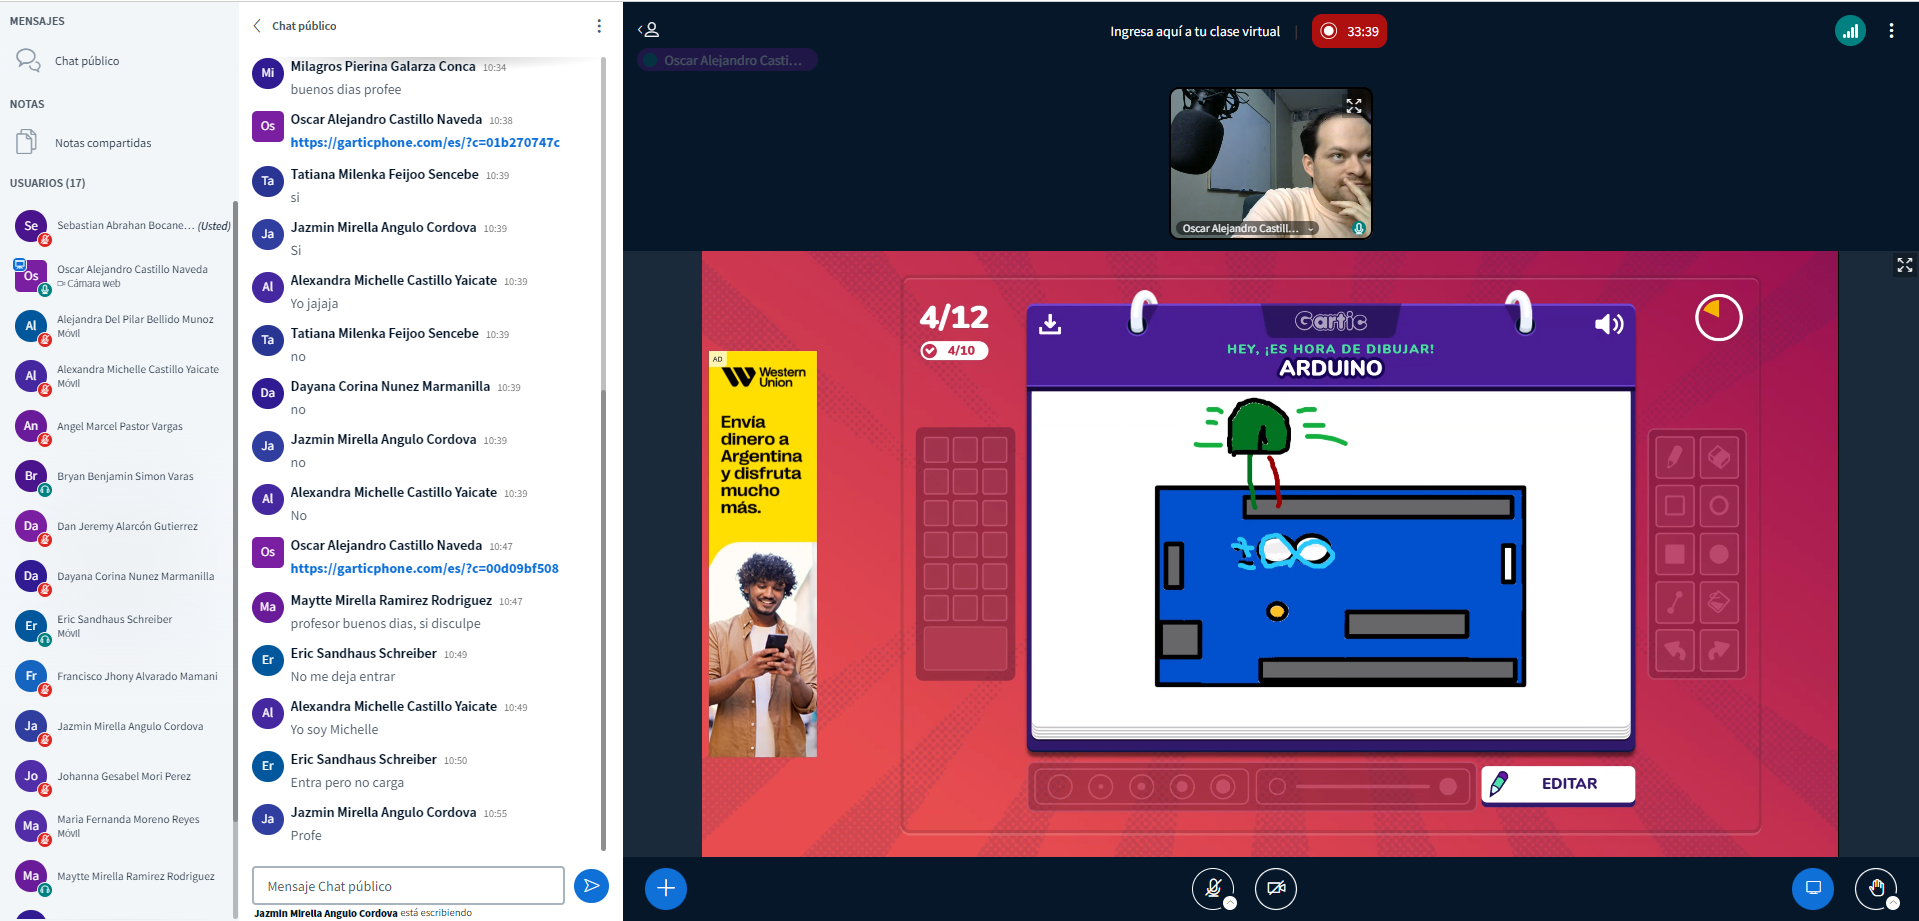 MENSAJES
Chat público
NOTAS
Notas compartidas
USUARIOS (17)
Se
Sebastian Abrahan Bocane... (Usted)
Os
Oscar Alejandro Castillo Naveda
Cámara web
Al
Alejandra Del Pilar Bellido Munoz
MÓVIL
Al
Alexandra Michelle Castillo Yaicate
MÓVIL
An
Angel Marcel Pastor Vargas
Br
Bryan Benjamin Simon Varas
Da
Dan Jeremy Alarcón Gutierrez
Da
Dayana Corina Nunez Marmanilla
Er
Eric Sandhaus Schreiber
MÓVIL
Fr
Francisco Jhony Alvarado Mamani
Ja
Jazmin Mirella Angulo Cordova
Jo
Johanna Gesabel Mori Perez
Ma
Maria Fernanda Moreno Reyes
MÓVIL
Ma
Maytte Mirella Ramirez Rodriguez
Chat público
Mi
Milagros Pierina Galarza Conca 10:34
buenos dias profee
Os
Oscar Alejandro Castillo Naveda 10:38
https://garticphone.com/es/?c=01b270747c
Ta
Tatiana Milenka Feijoo Sencebe 10:39
si
Ja
Jazmin Mirella Angulo Cordova 10:39
Si
Al
Alexandra Michelle Castillo Yaicate 10:39
Yo jajaja
Ta
Tatiana Milenka Feijoo Sencebe 10:39
no
Da
Dayana Corina Nunez Marmanilla 10:39
no
Ja
Jazmin Mirella Angulo Cordova 10:39
no
Al
Alexandra Michelle Castillo Yaicate 10:39
No
Os
Oscar Alejandro Castillo Naveda 10:47
https://garticphone.com/es/?c=00d09bf508
Ma
Maytte Mirella Ramirez Rodriguez 10:47
profesor buenos dias, si disculpe
Er
Eric Sandhaus Schreiber 10:49
No me deja entrar
Al
Alexandra Michelle Castillo Yaicate 10:49
Yo soy Michelle
Er
Eric Sandhaus Schreiber 10:50
Entra pero no carga
Ja
Jazmin Mirella Angulo Cordova 10:55
Profe
Mensaje Chat público
Jazmin Mirella Angulo Cordova está escribiendo
Ingresa aquí a tu clase virtual
33:39
Oscar Alejandro Casti...
Oscar Alejandro Castill...
4/12
4/10
Gartic
HEY, ¡ES HORA DE DIBUJAR!
ARDUINO
AD
Western
Union
Envía
dinero a
Argentina
y disfruta
mucho
más.
EDITAR